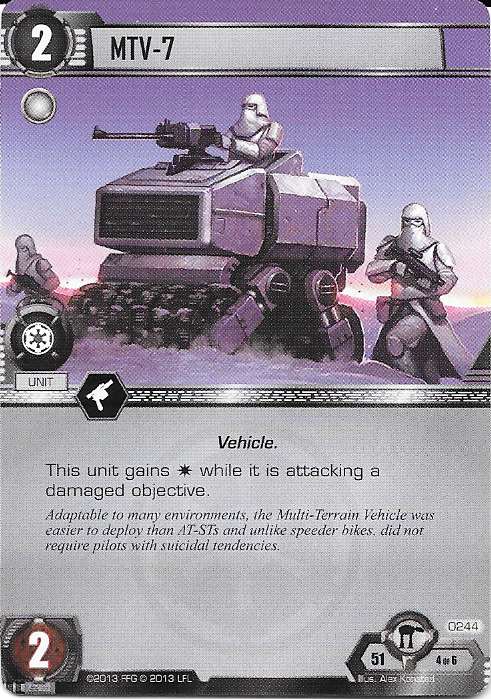 2
MTV-7
UNIT
Vehicle.
This unit gains ✷ while it is attacking a
damaged objective.
Adaptable to many environments, the Multi-Terrain Vehicle was
easier to deploy than AT-STs and unlike speeder bikes, did not
require pilots with suicidal tendencies.
0244
2
51
4 of 6
©2013 FFG © 2013 LFL
Illus. Alex